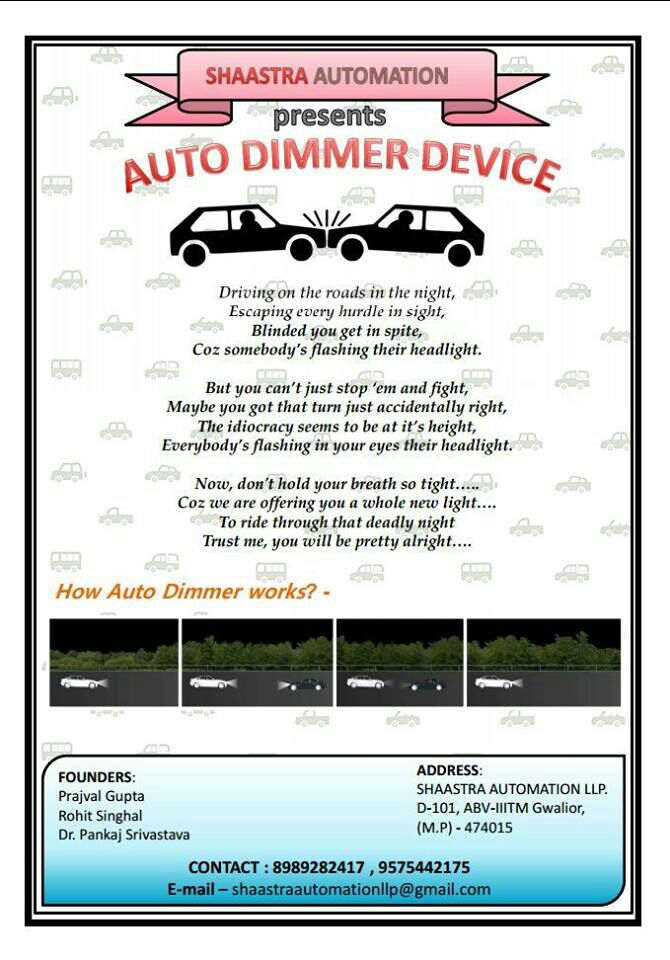 SHAASTRA AUTOMATION
presents
AUTO DIMMER DEVICE
Driving on the roads in the night,
Escaping every hurdle in sight,
Blinded you get in spite,
Coz somebody's flashing their headlight.
But you can't just stop 'em and fight,
Maybe you got that turn just accidentally right,
The idiocracy seems to be at it's height,
Everybody's flashing in your eyes their headlight.
Now, don't hold your breath so tight…..
Coz we are offering you a whole new light….
To ride through that deadly night
Trust me, you will be pretty alright….
How Auto Dimmer works? -
FOUNDERS:
Prajval Gupta
Rohit Singhal
Dr. Pankaj Srivastava
ADDRESS:
SHAASTRA AUTOMATION LLP.
D-101, ABV-IIITM Gwalior,
(M.P) - 474015
CONTACT : 8989282417 , 9575442175
E-mail – shaastraautomationllp@gmail.com